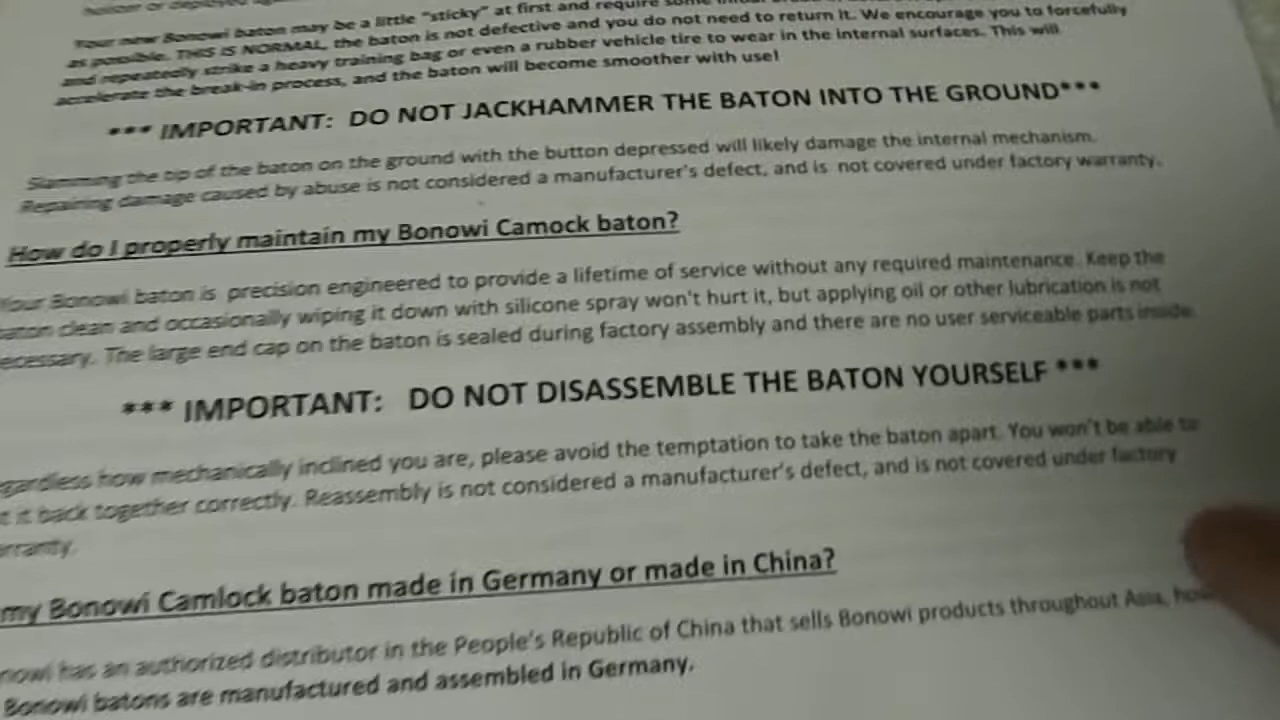 Your new Bonowi baton may be a little "sticky" at first and require some initial
as possible. THIS IS NORMAL, the baton is not defective and you do not need to return it. We encourage you to forcefully
and repeatedly strike a heavy training bag or even a rubber vehicle tire to wear in the internal surfaces. This will
accelerate the break-in process, and the baton will become smoother with use!
*** IMPORTANT: DO NOT JACKHAMMER THE BATON INTO THE GROUND***
Slamming the tip of the baton on the ground with the button depressed will likely damage the internal mechanism.
Repairing damage caused by abuse is not considered a manufacturer's defect, and is not covered under factory warranty.
How do I properly maintain my Bonowi Camock baton?
Your Bonowi baton is precision engineered to provide a lifetime of service without any required maintenance. Keep the
baton clean and occasionally wiping it down with silicone spray won't hurt it, but applying oil or other lubrication is not
ecessary. The large end cap on the baton is sealed during factory assembly and there are no user serviceable parts inside.
*** IMPORTANT: DO NOT DISASSEMBLE THE BATON YOURSELF ***
gardless how mechanically inclined you are, please avoid the temptation to take the baton apart. You won't be able to
t it back together correctly. Reassembly is not considered a manufacturer's defect, and is not covered under factory
rranty.
my Bonowi Camlock baton made in Germany or made in China?
nowi has an authorized distributor in the People's Republic of China that sells Bonowi products throughout Asia, how
Bonowi batons are manufactured and assembled in Germany.